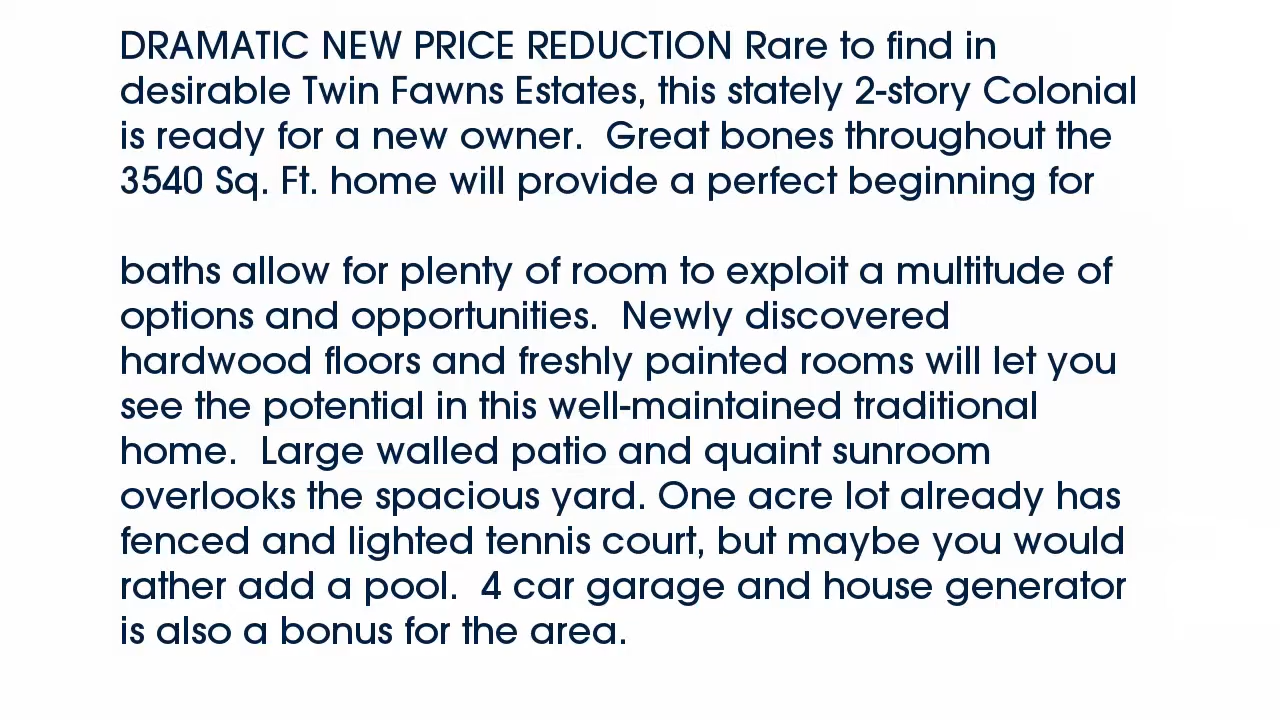 DRAMATIC NEW PRICE REDUCTION Rare to find in
desirable Twin Fawns Estates, this stately 2-story Colonial
is ready for a new owner.  Great bones throughout the
3540 Sq. Ft. home will provide a perfect beginning for
baths allow for plenty of room to exploit a multitude of
options and opportunities.  Newly discovered
hardwood floors and freshly painted rooms will let you
see the potential in this well-maintained traditional
home.  Large walled patio and quaint sunroom
overlooks the spacious yard. One acre lot already has
fenced and lighted tennis court, but maybe you would
rather add a pool.  4 car garage and house generator
is also a bonus for the area.